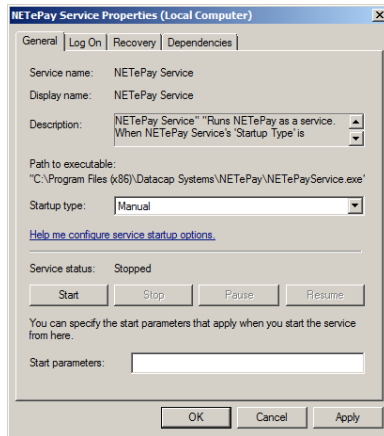 NETePay Service Properties (Local Computer)
General Log On Recovery Dependencies
Service name: NETePay Service
Display name: NETePay Service
Description: NETePay Service" "Runs NETePay as a service.
When NETePay Service's 'Startup Type' is
Path to executable:
"C:\Program Files (x86)\Datacap Systems\NETePay\NETePayService.exe"
Startup type: Manual
Help me configure service startup options.
Service status: Stopped
Start Stop Pause Resume
You can specify the start parameters that apply when you start the service
from here.
Start parameters:
OK Cancel Apply